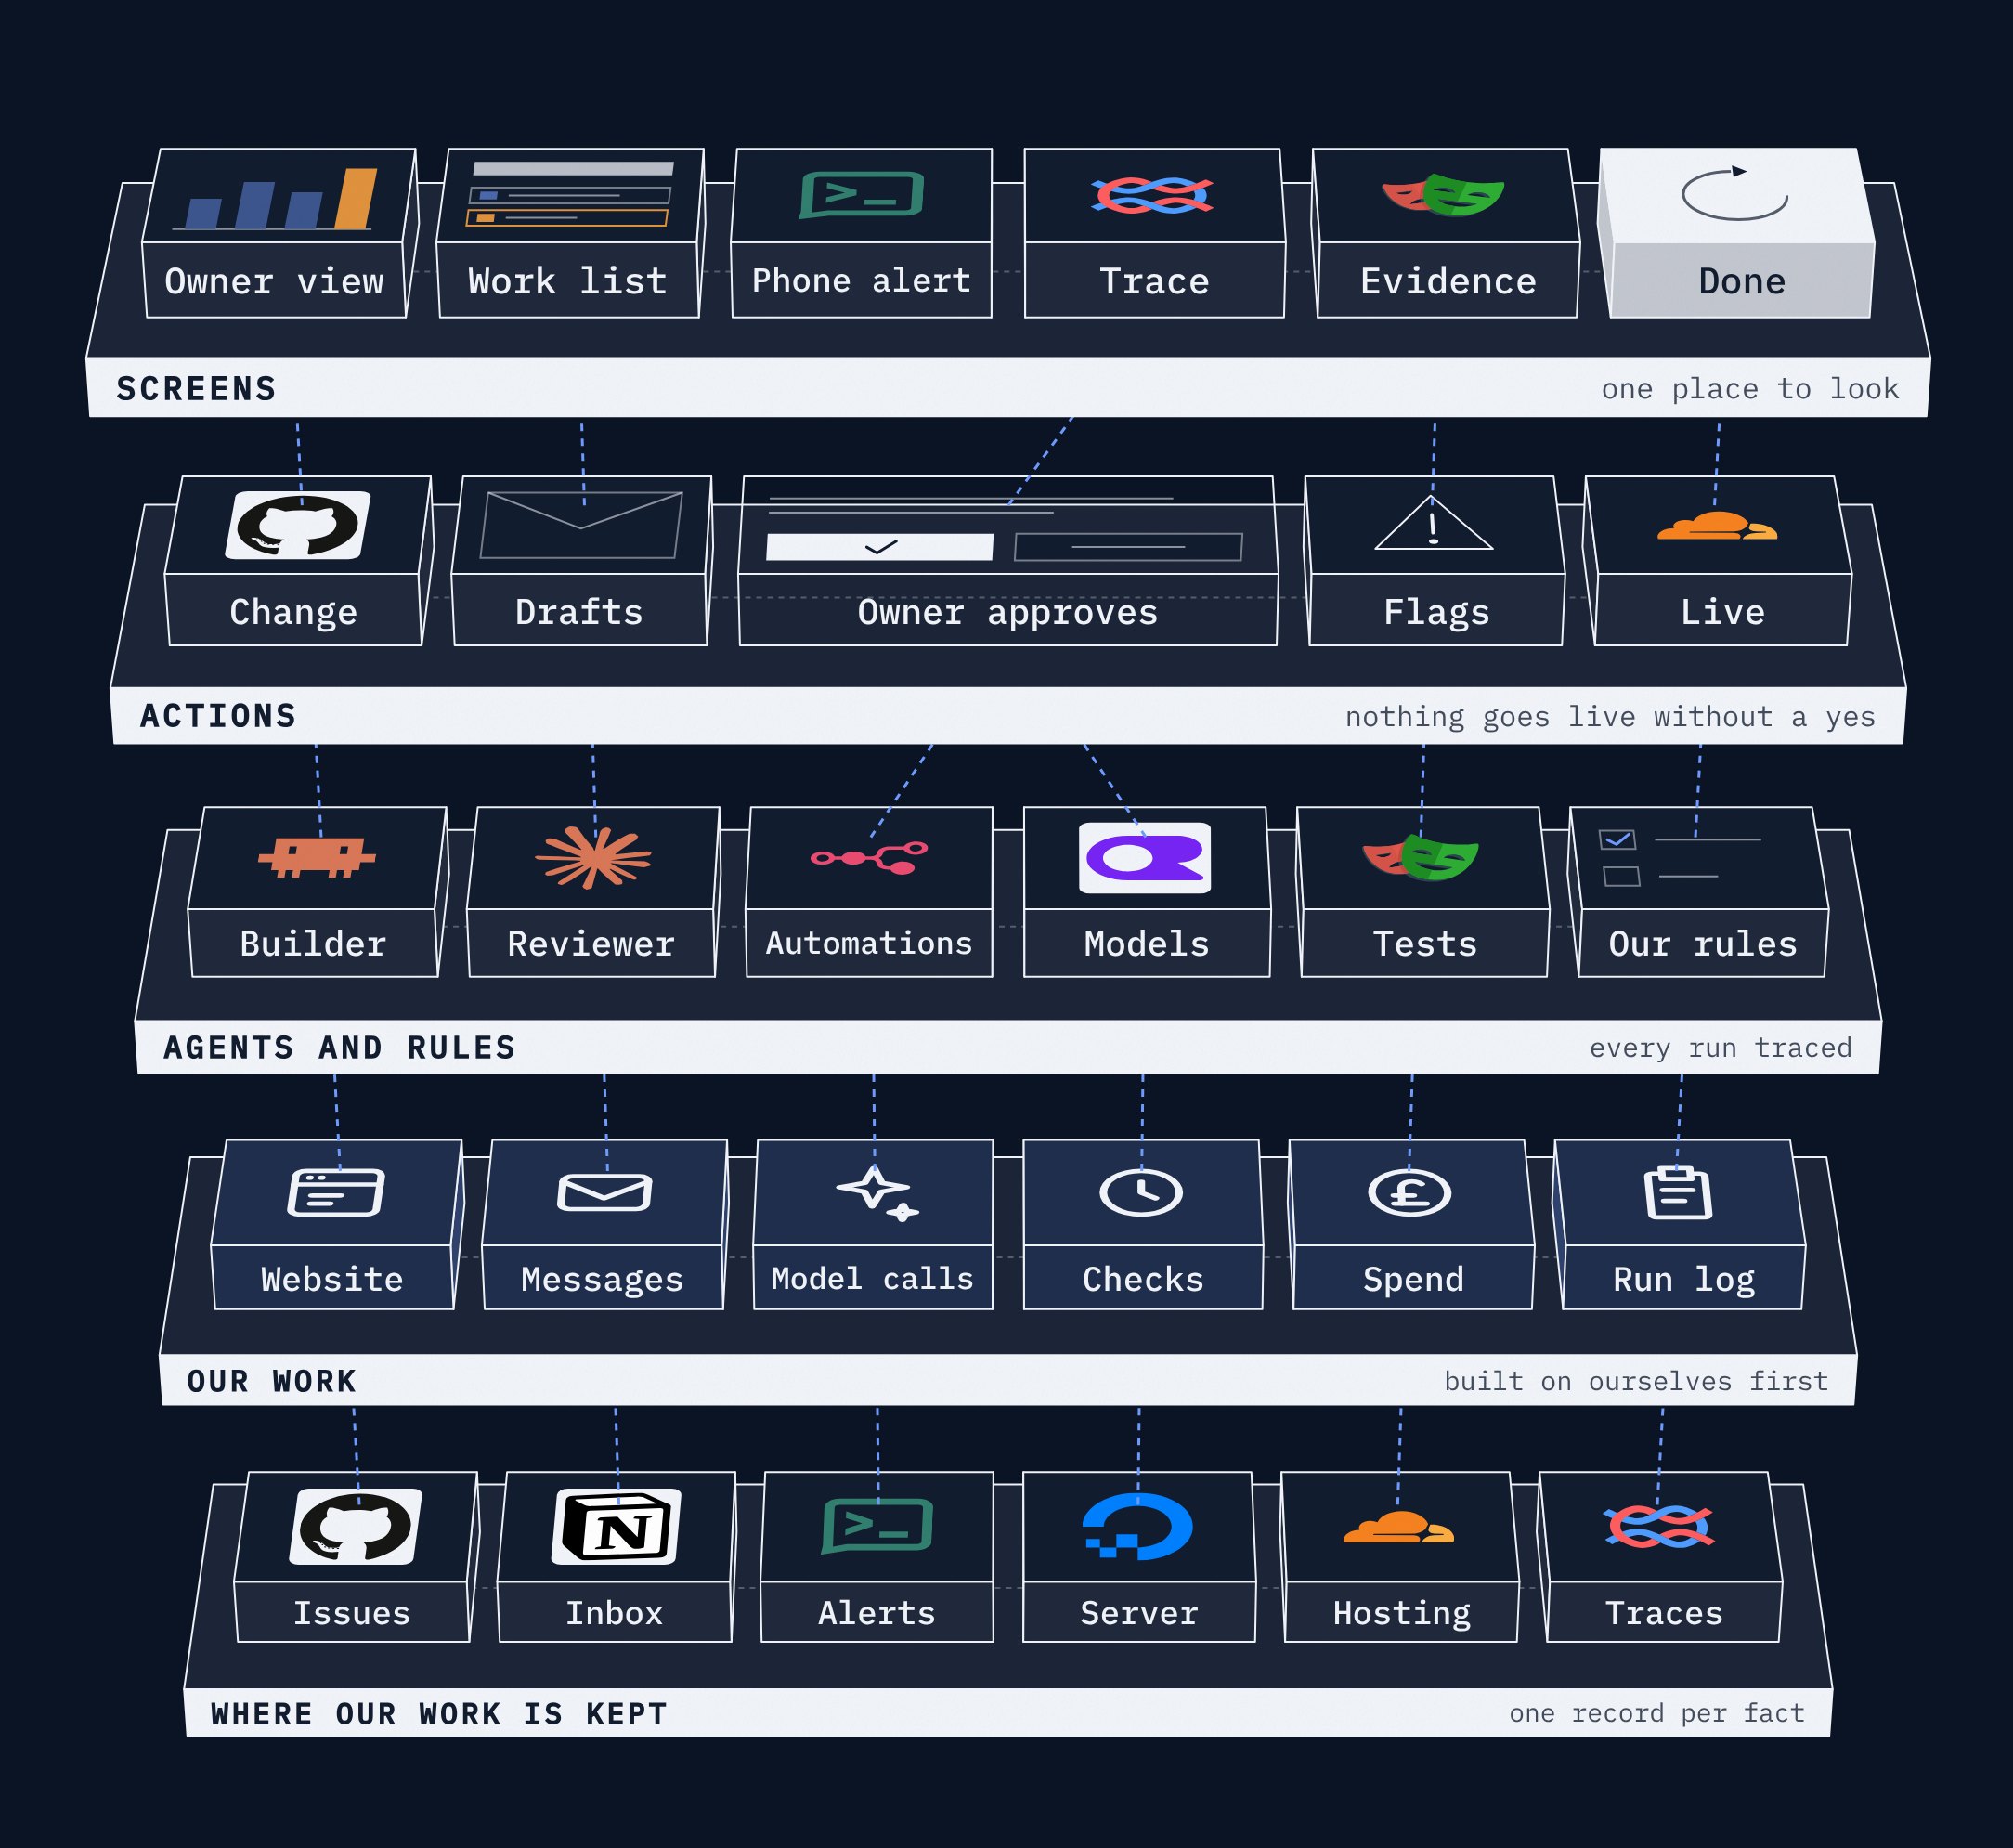 Owner view
Work list
Phone alert
Trace
Evidence
Done
SCREENS
one place to look
Change
Drafts
Owner approves
Flags
Live
ACTIONS
nothing goes live without a yes
Builder
Reviewer
Automations
Models
Tests
Our rules
AGENTS AND RULES
every run traced
Website
Messages
Model calls
Checks
£
Spend
Run log
OUR WORK
built on ourselves first
>_
N
Issues
Inbox
Alerts
Server
Hosting
Traces
WHERE OUR WORK IS KEPT
one record per fact